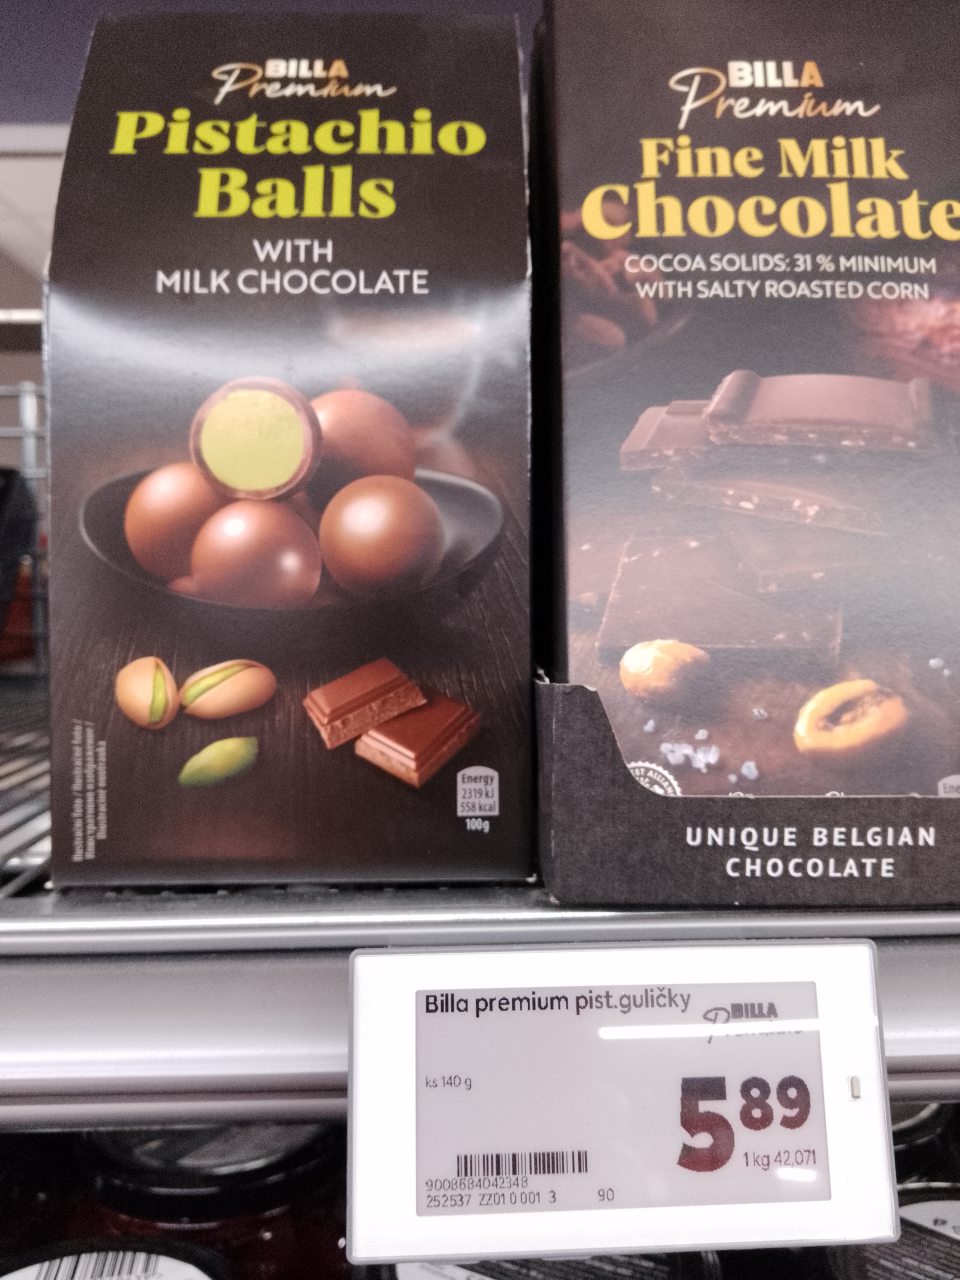 BILLA
Premium
Pistachio
Balls
WITH
MILK CHOCOLATE
Energy
2319 kJ
558 kcal
100g
BILLA
Premium
Fine Milk
Chocolate
COCOA SOLIDS: 31 % MINIMUM
WITH SALTY ROASTED CORN
UNIQUE BELGIAN
CHOCOLATE
Billa premium pist.guličky
BILLA
ks 140 g
589
1 kg 42,071
9008684042348
252537 ZZ01 0 001 3 90